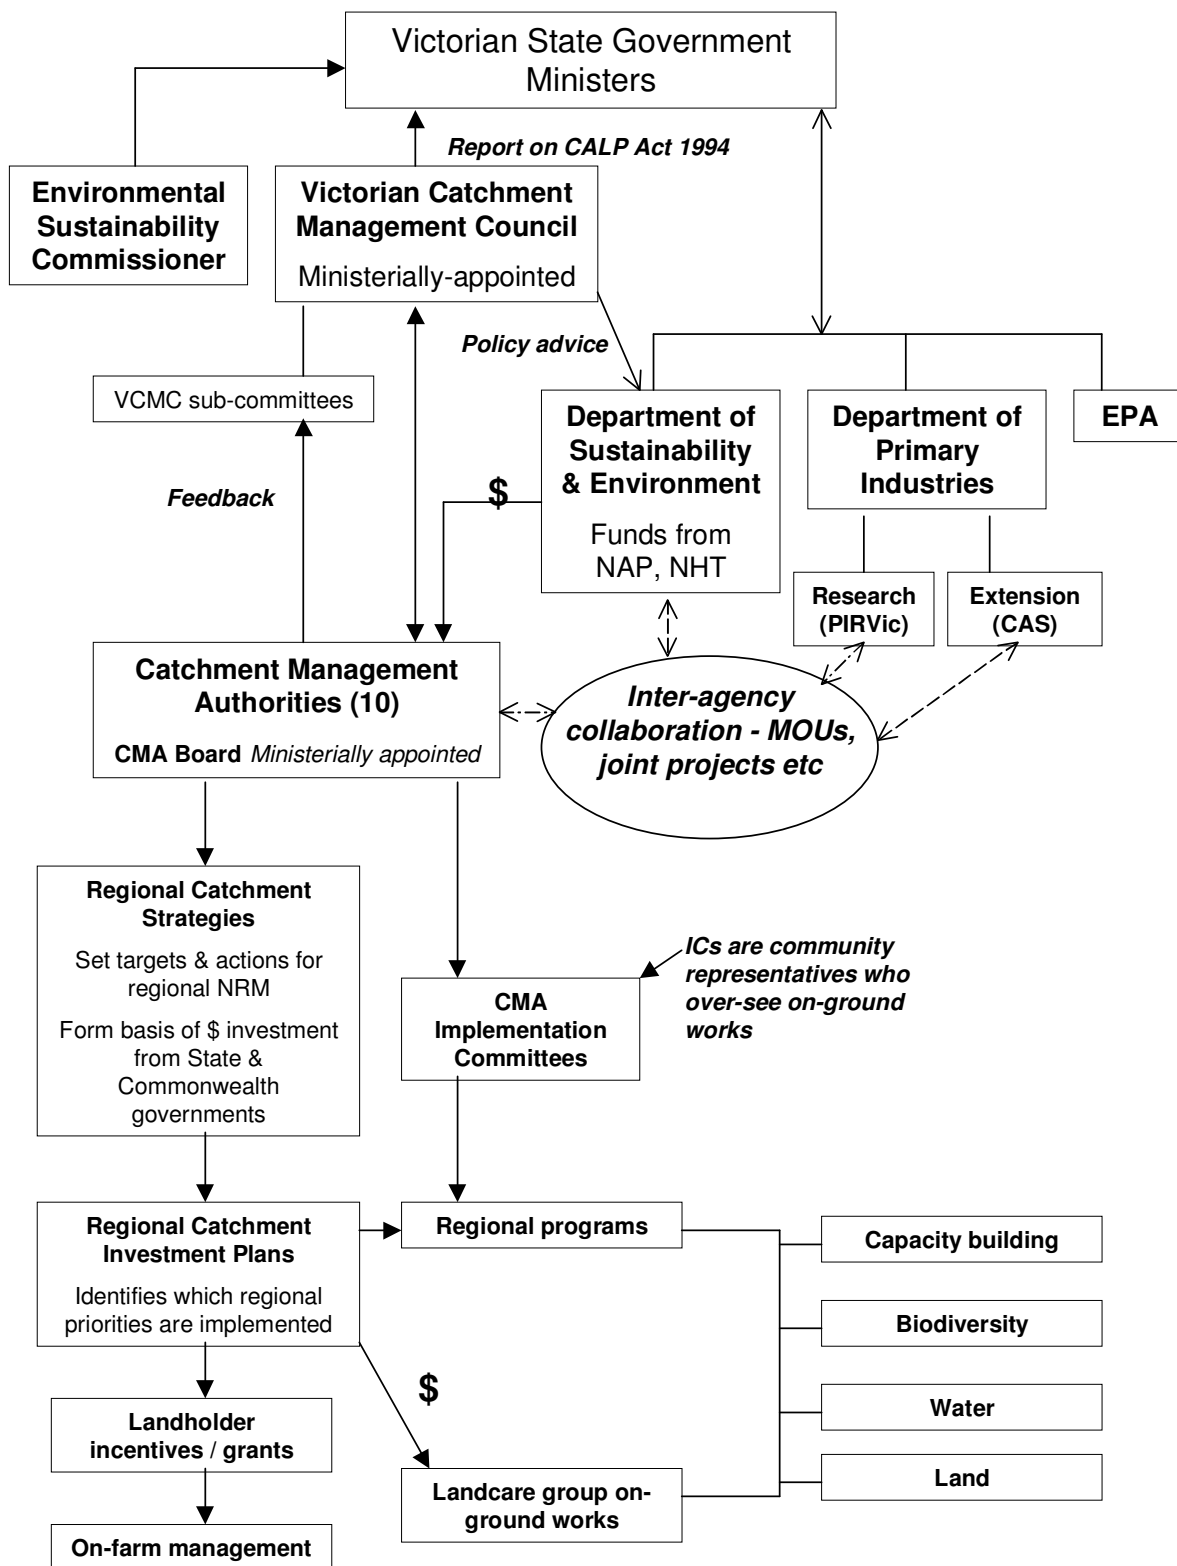 Victorian State Government
Ministers
Report on CALP Act 1994
Environmental
Sustainability
Commissioner
Victorian Catchment
Management Council
Ministerially-appointed
Policy advice
VCMC sub-committees
Department of
Sustainability
& Environment
Funds from
NAP, NHT
Department of
Primary
Industries
EPA
$
Feedback
Research
(PIRVic)
Extension
(CAS)
Catchment Management
Authorities (10)
CMA Board Ministerially appointed
Inter-agency
collaboration - MOUs,
joint projects etc
Regional Catchment
Strategies
Set targets & actions for
regional NRM
Form basis of $ investment
from State &
Commonwealth
governments
ICs are community
representatives who
over-see on-ground
works
CMA
Implementation
Committees
Regional Catchment
Investment Plans
Identifies which regional
priorities are implemented
Regional programs
Capacity building
Biodiversity
$
Water
Landholder
incentives / grants
Land
Landcare group on-
ground works
On-farm management